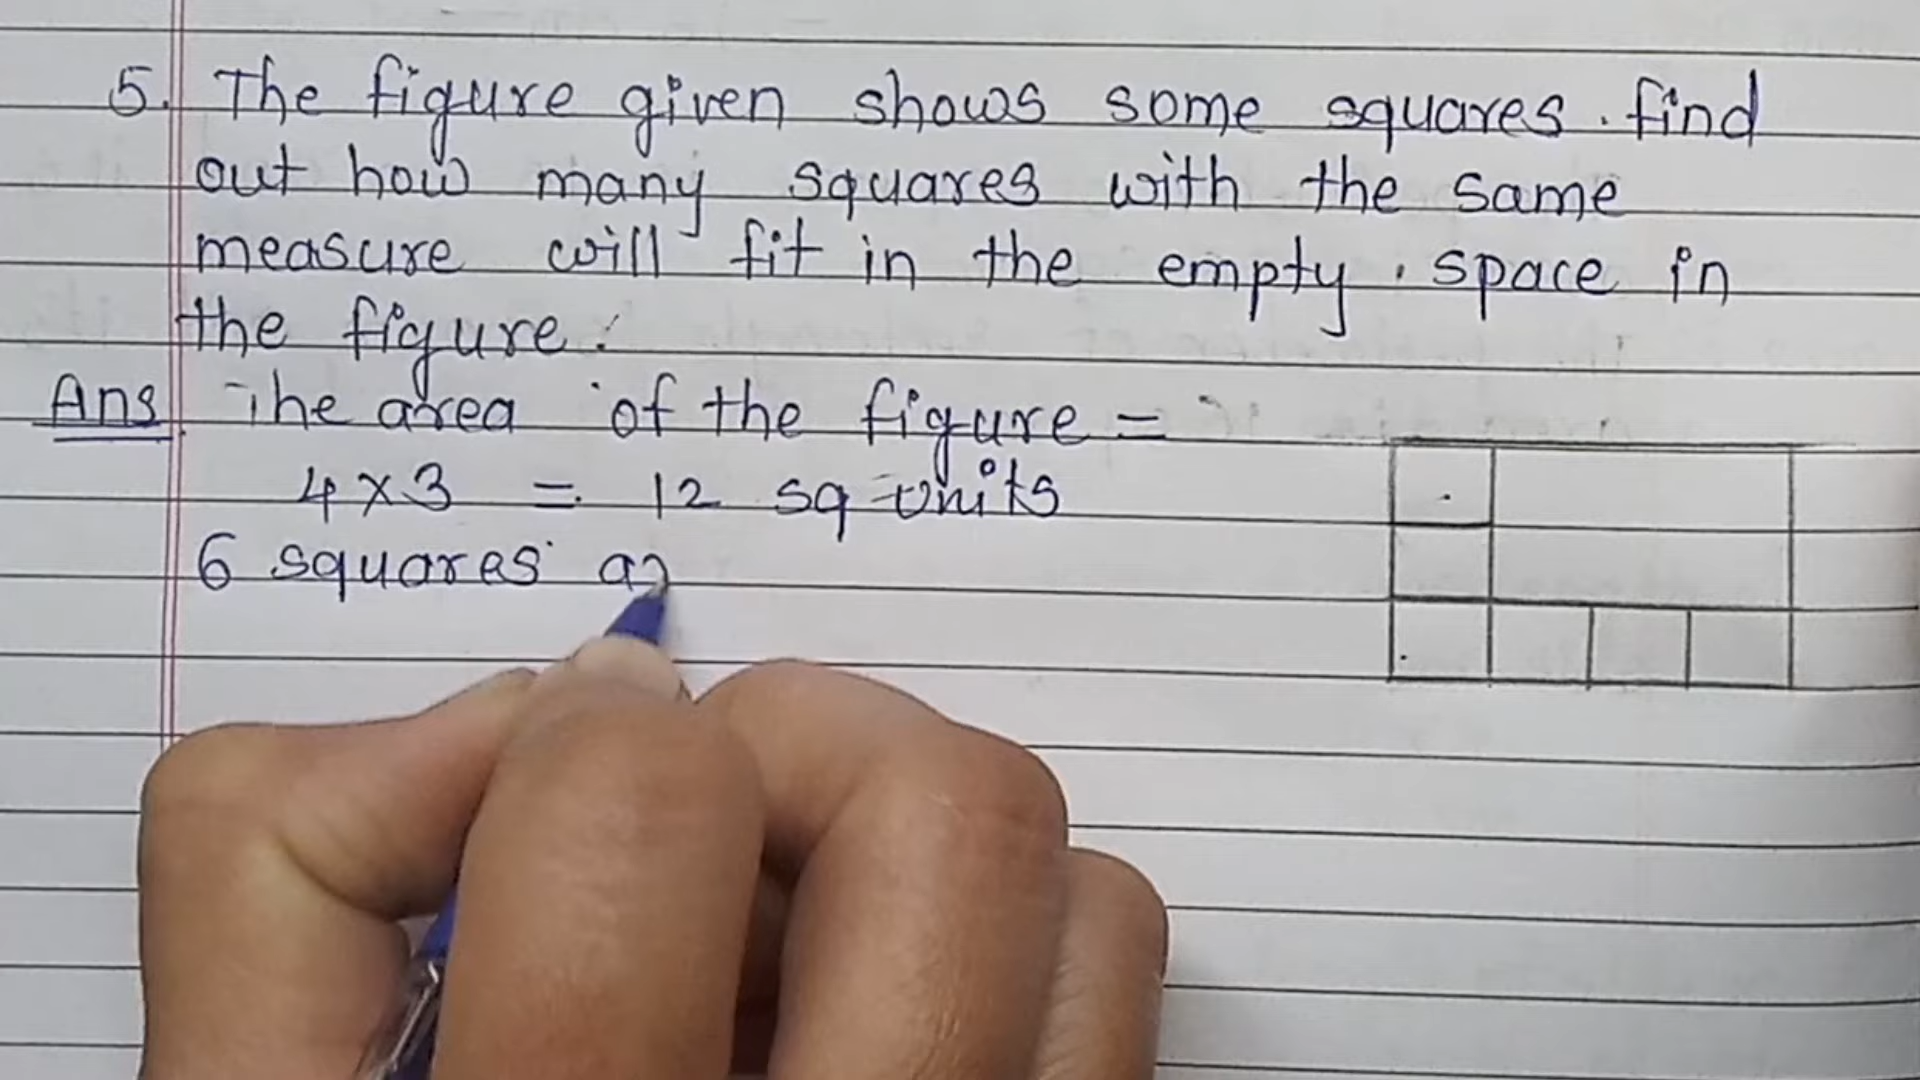 5. The figure given shows some squares. find
out how many squares with the same
measure will fit in the empty space in
the figure.
Ans The area of the figure =
4 × 3 = 12 sq units
6 squares a